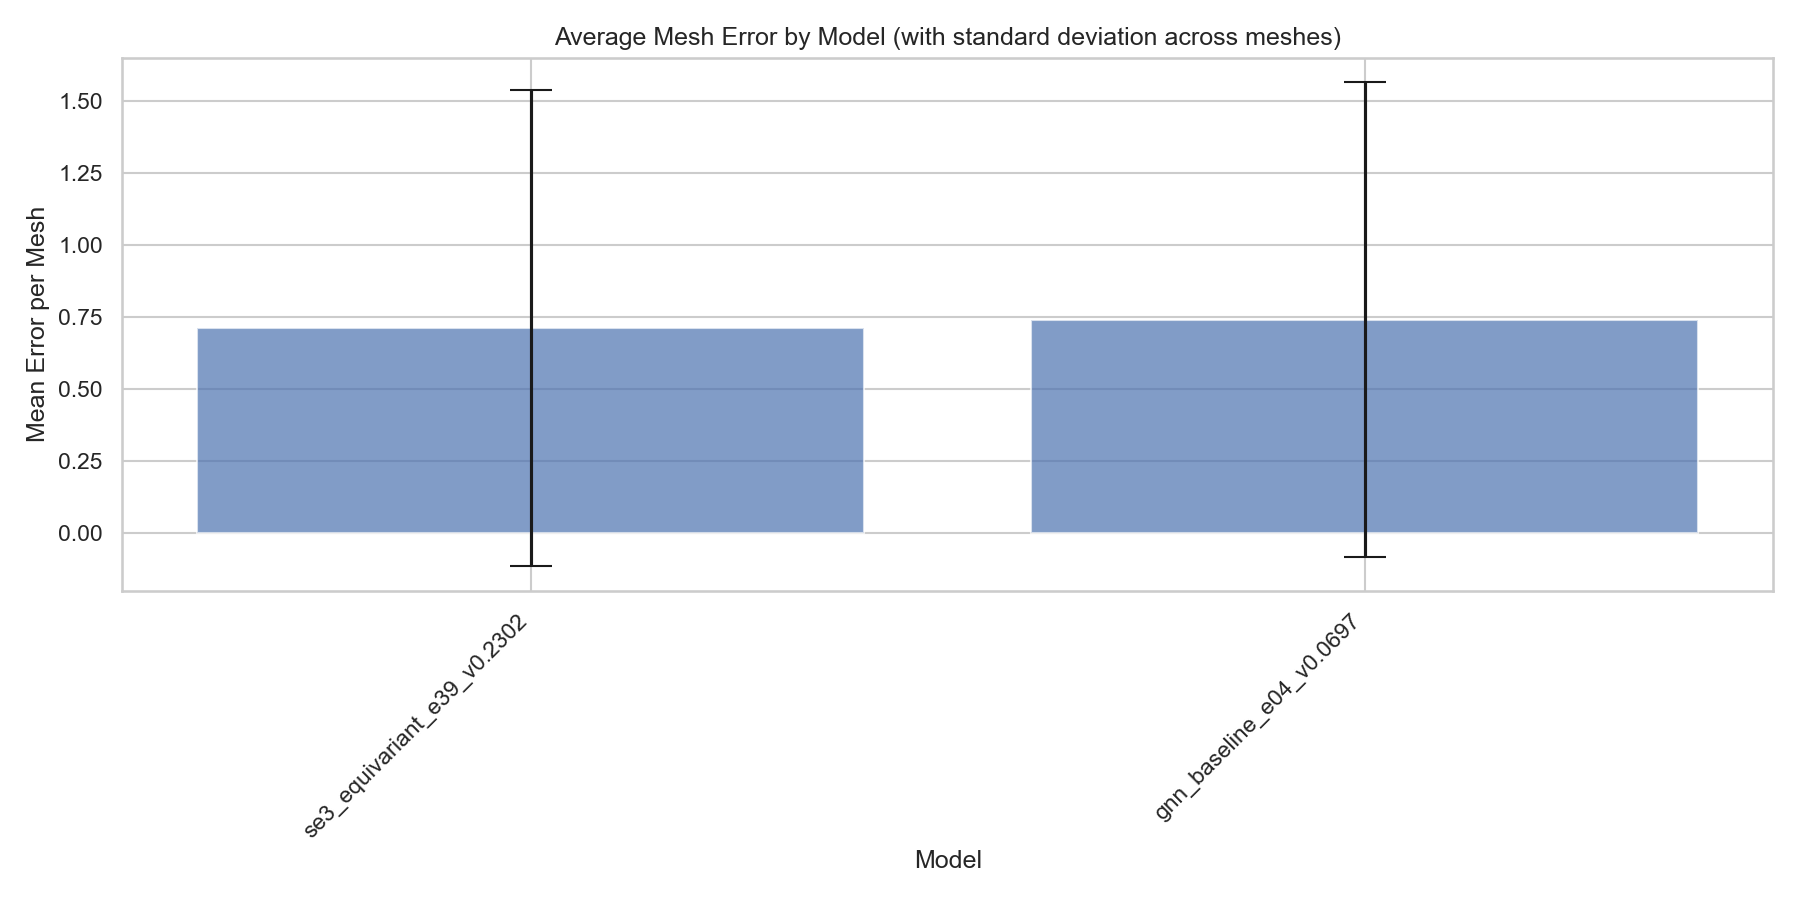 Average Mesh Error by Model (with standard deviation across meshes)
Mean Error per Mesh
1.50
1.25
1.00
0.75
0.50
0.25
0.00
se3_equivariant_e39_v0.2302
gnn_baseline_e04_v0.0697
Model